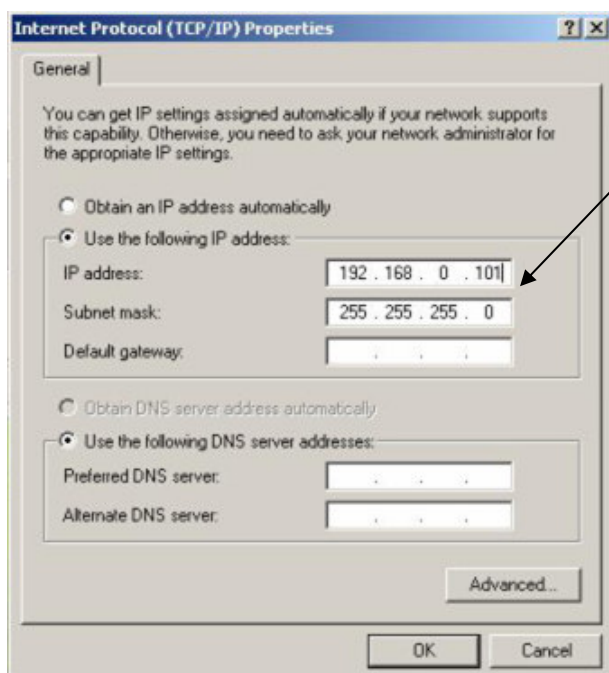 Internet Protocol (TCP/IP) Properties
General
You can get IP settings assigned automatically if your network supports
this capability. Otherwise, you need to ask your network administrator for
the appropriate IP settings.
Obtain an IP address automatically
Use the following IP address:
IP address: 192 . 168 . 0 . 101
Subnet mask: 255 . 255 . 255 . 0
Default gateway: . . .
Obtain DNS server address automatically
Use the following DNS server addresses:
Preferred DNS server: . . .
Alternate DNS server: . . .
Advanced...
OK Cancel